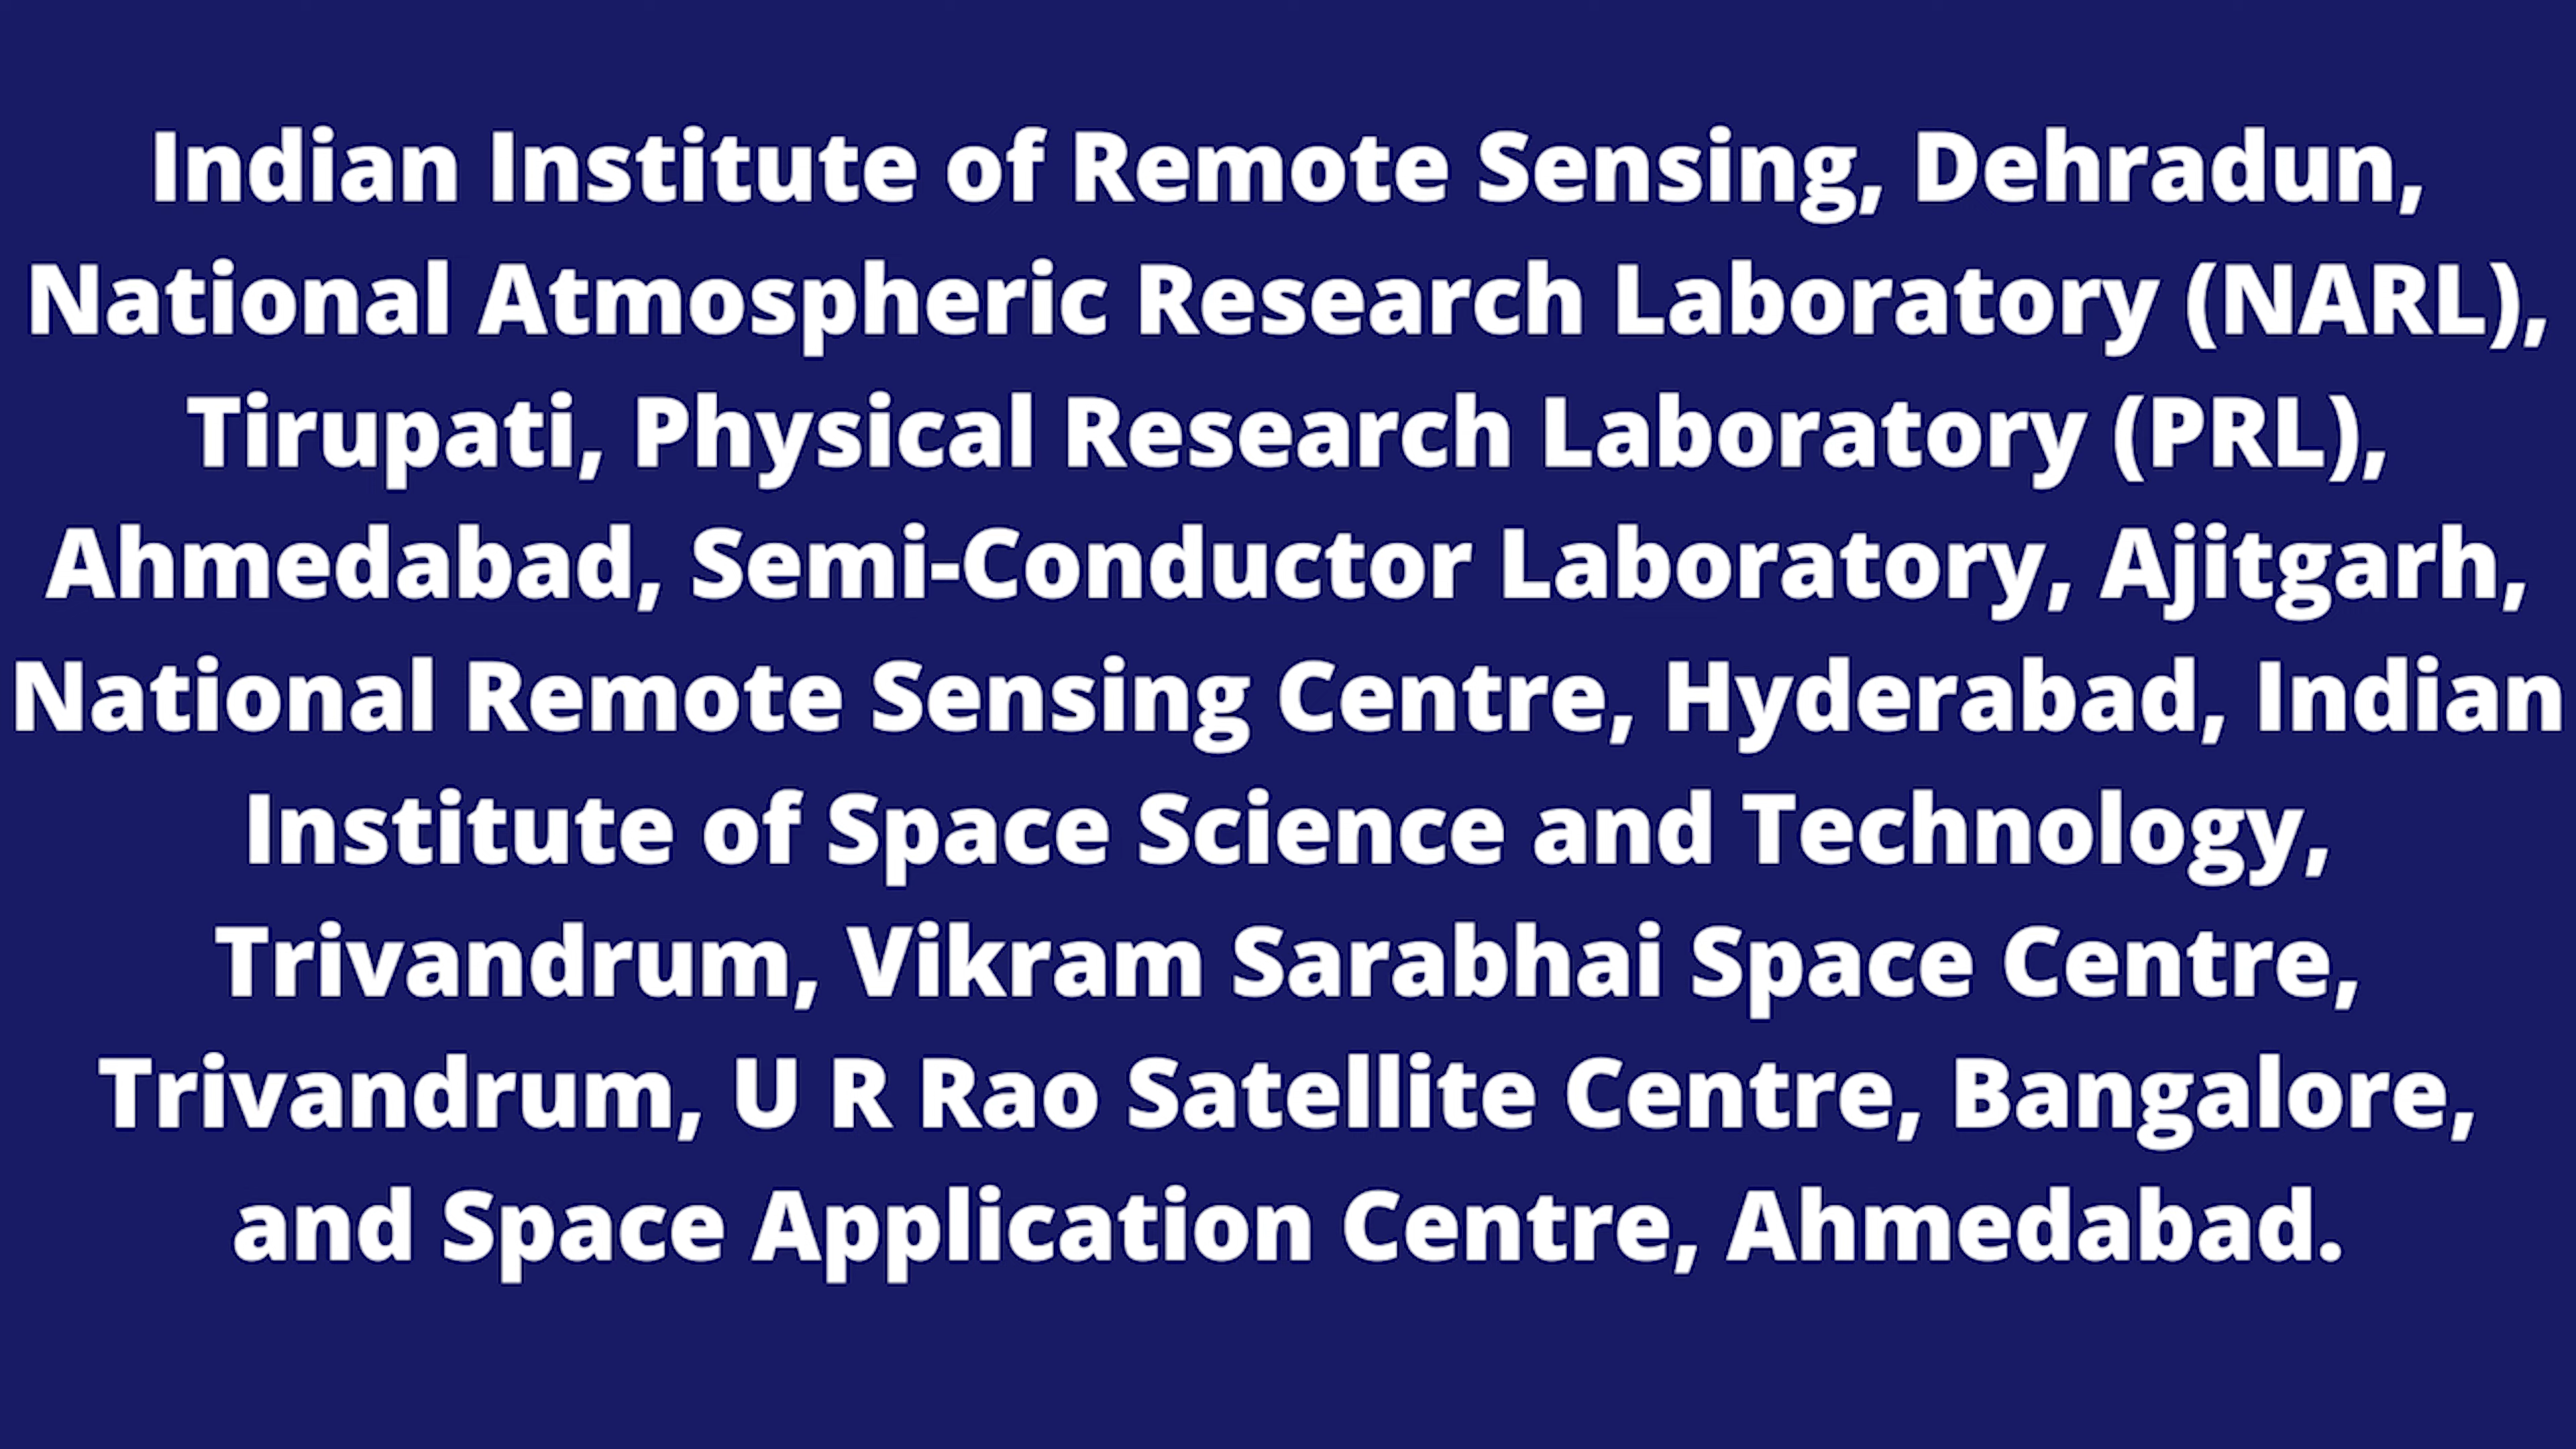 Indian Institute of Remote Sensing, Dehradun,
National Atmospheric Research Laboratory (NARL),
Tirupati, Physical Research Laboratory (PRL),
Ahmedabad, Semi-Conductor Laboratory, Ajitgarh,
National Remote Sensing Centre, Hyderabad, Indian
Institute of Space Science and Technology,
Trivandrum, Vikram Sarabhai Space Centre,
Trivandrum, U R Rao Satellite Centre, Bangalore,
and Space Application Centre, Ahmedabad.